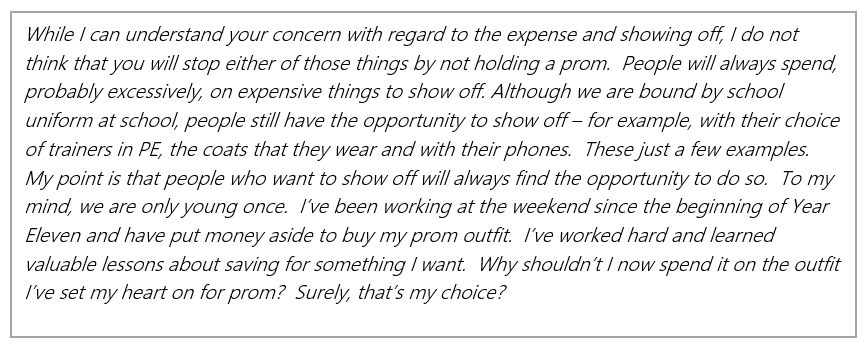 While I can understand your concern with regard to the expense and showing off, I do not
think that you will stop either of those things by not holding a prom.  People will always spend,
probably excessively, on expensive things to show off. Although we are bound by school
uniform at school, people still have the opportunity to show off – for example, with their choice
of trainers in PE, the coats that they wear and with their phones.  These just a few examples.
My point is that people who want to show off will always find the opportunity to do so.  To my
mind, we are only young once.  I've been working at the weekend since the beginning of Year
Eleven and have put money aside to buy my prom outfit.  I've worked hard and learned
valuable lessons about saving for something I want.  Why shouldn't I now spend it on the outfit
I've set my heart on for prom?  Surely, that's my choice?